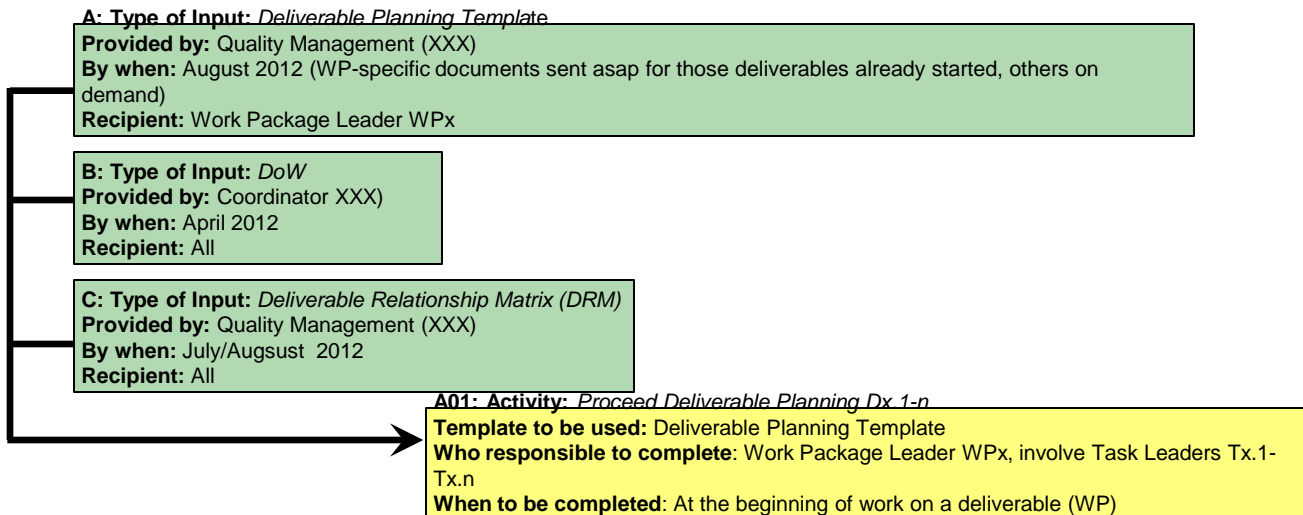 A: Type of Input: Deliverable Planning Template
Provided by: Quality Management (XXX)
By when: August 2012 (WP-specific documents sent asap for those deliverables already started, others on
demand)
Recipient: Work Package Leader WPx
B: Type of Input: DoW
Provided by: Coordinator XXX)
By when: April 2012
Recipient: All
C: Type of Input: Deliverable Relationship Matrix (DRM)
Provided by: Quality Management (XXX)
By when: July/Augsust 2012
Recipient: All
A01: Activity: Proceed Deliverable Planning Dx.1-n
Template to be used: Deliverable Planning Template
Who responsible to complete: Work Package Leader WPx, involve Task Leaders Tx.1-
Tx.n
When to be completed: At the beginning of work on a deliverable (WP)